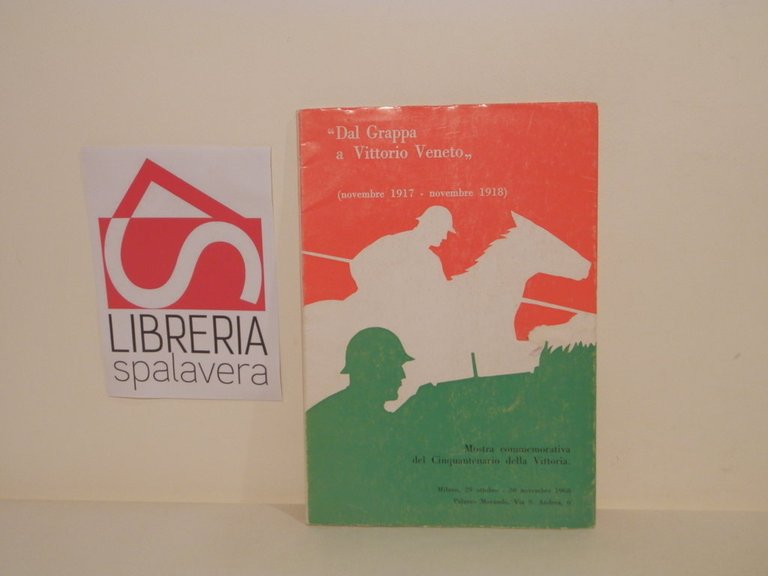 LIBRERIA
spalavera
“Dal Grappa
a Vittorio Veneto„
(novembre 1917 - novembre 1918)
Mostra commemorativa
del Cinquantenario della Vittoria.
Milano, 29 ottobre - 30 novembre 1968
Palazzo Morando, Via S. Andrea, 6